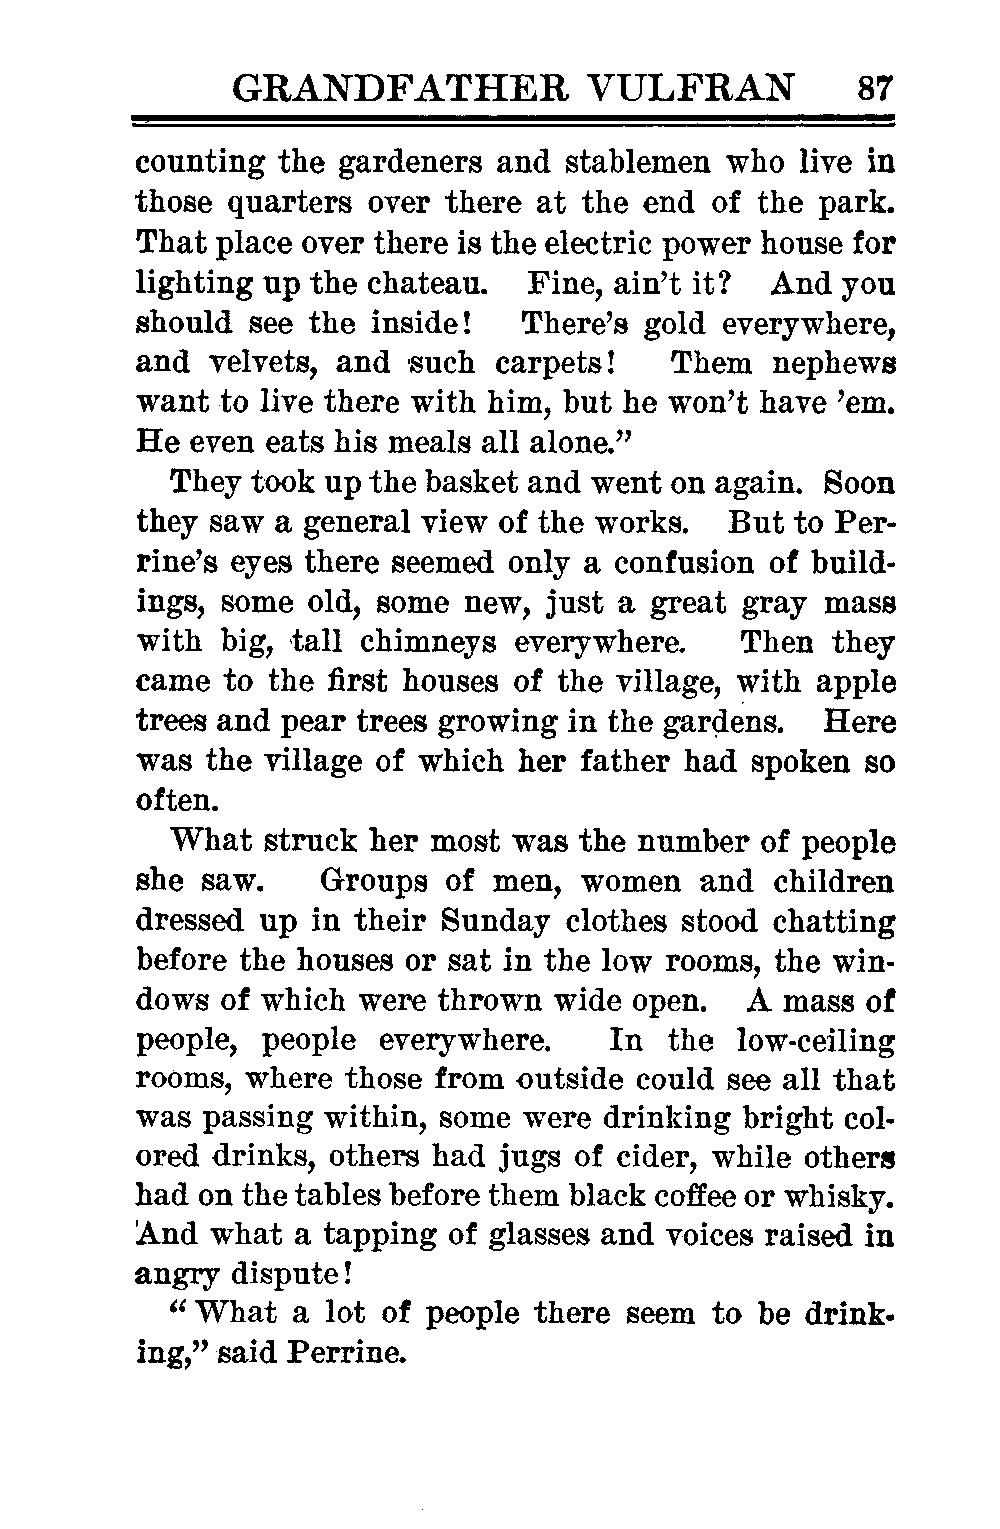 GRANDFATHER VULFRAN 87
counting the gardeners and stablemen who live in
those quarters over there at the end of the park.
That place over there is the electric power house for
lighting up the chateau. Fine, ain't it? And you
should see the inside! There's gold everywhere,
and velvets, and such carpets! Them nephews
want to live there with him, but he won't have 'em.
He even eats his meals all alone."
They took up the basket and went on again. Soon
they saw a general view of the works. But to Per-
rine's eyes there seemed only a confusion of build-
ings, some old, some new, just a great gray mass
with big, tall chimneys everywhere. Then they
came to the first houses of the village, with apple
trees and pear trees growing in the gardens. Here
was the village of which her father had spoken so
often.
What struck her most was the number of people
she saw. Groups of men, women and children
dressed up in their Sunday clothes stood chatting
before the houses or sat in the low rooms, the win-
dows of which were thrown wide open. A mass of
people, people everywhere. In the low-ceiling
rooms, where those from outside could see all that
was passing within, some were drinking bright col-
ored drinks, others had jugs of cider, while others
had on the tables before them black coffee or whisky.
And what a tapping of glasses and voices raised in
angry dispute!
"What a lot of people there seem to be drink-
ing," said Perrine.